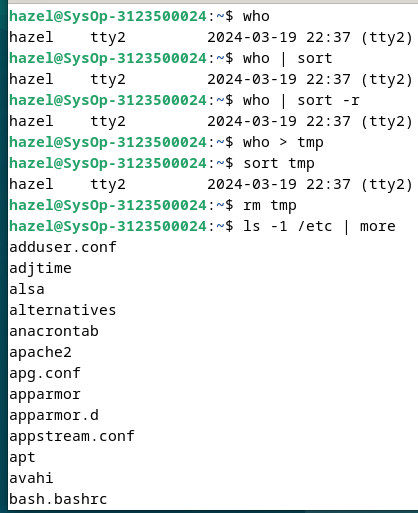 hazel@SysOp-3123500024:~$ who
hazel    tty2         2024-03-19 22:37 (tty2)
hazel@SysOp-3123500024:~$ who | sort
hazel    tty2         2024-03-19 22:37 (tty2)
hazel@SysOp-3123500024:~$ who | sort -r
hazel    tty2         2024-03-19 22:37 (tty2)
hazel@SysOp-3123500024:~$ who > tmp
hazel@SysOp-3123500024:~$ sort tmp
hazel    tty2         2024-03-19 22:37 (tty2)
hazel@SysOp-3123500024:~$ rm tmp
hazel@SysOp-3123500024:~$ ls -1 /etc | more
adduser.conf
adjtime
alsa
alternatives
anacrontab
apache2
apg.conf
apparmor
apparmor.d
appstream.conf
apt
avahi
bash.bashrc